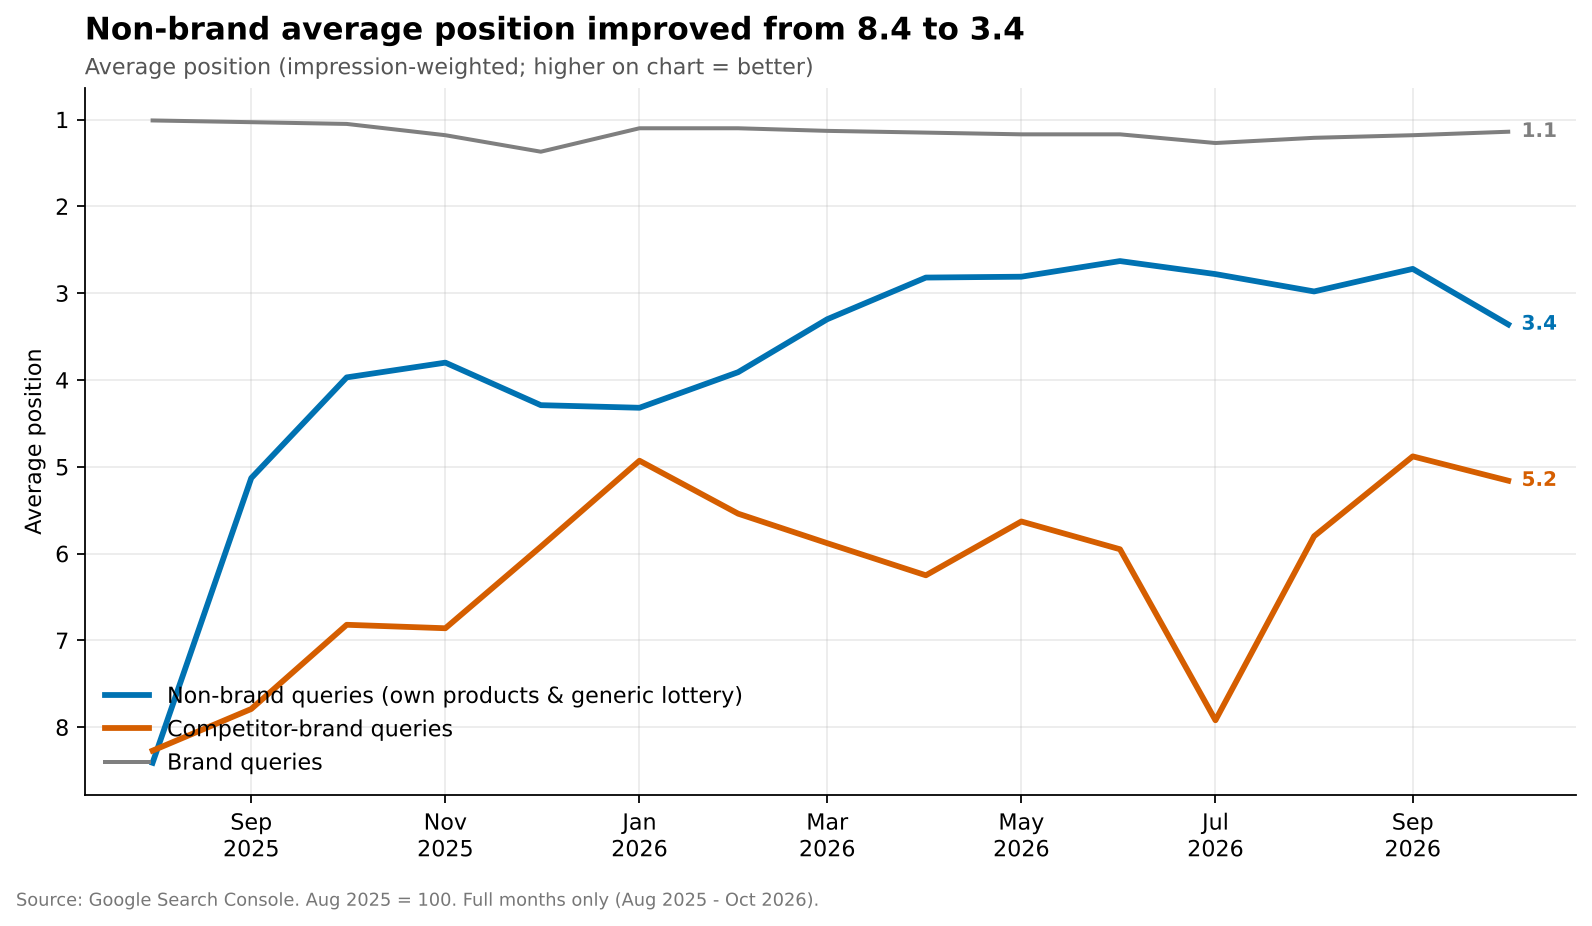 Non-brand average position improved from 8.4 to 3.4
Average position (impression-weighted; higher on chart = better)
Average position
1
2
3
4
5
6
7
8
1.1
3.4
5.2
Non-brand queries (own products & generic lottery)
Competitor-brand queries
Brand queries
Sep
2025
Nov
2025
Jan
2026
Mar
2026
May
2026
Jul
2026
Sep
2026
Source: Google Search Console. Aug 2025 = 100. Full months only (Aug 2025 - Oct 2026).